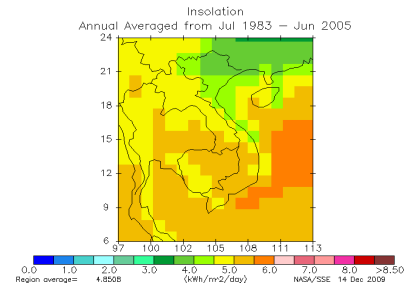 Insolation
Annual Averaged from Jul 1983 – Jun 2005
24
21
18
15
12
9
6
97 100 102 105 108 111 113
0.0 1.0 2.0 3.0 4.0 5.0 6.0 7.0 8.0 >8.50
Region average= 4.8508 (kWh/m^2/day) NASA/SSE 14 Dec 2009